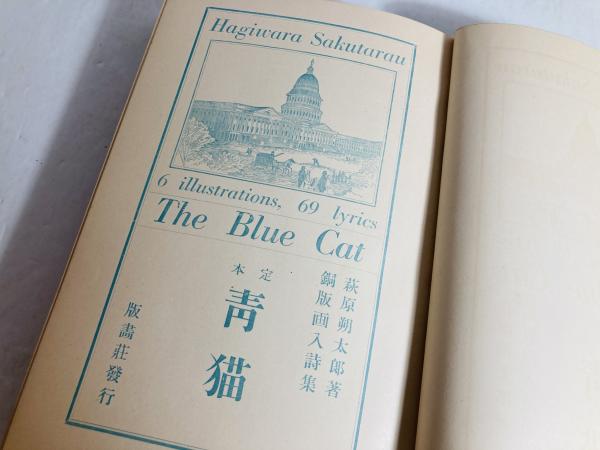 Hagiwara Sakutarau
6 illustrations, 69 lyrics
The Blue Cat
萩原朔太郎著
銅版画入詩集
定本
青猫
版畵莊發行